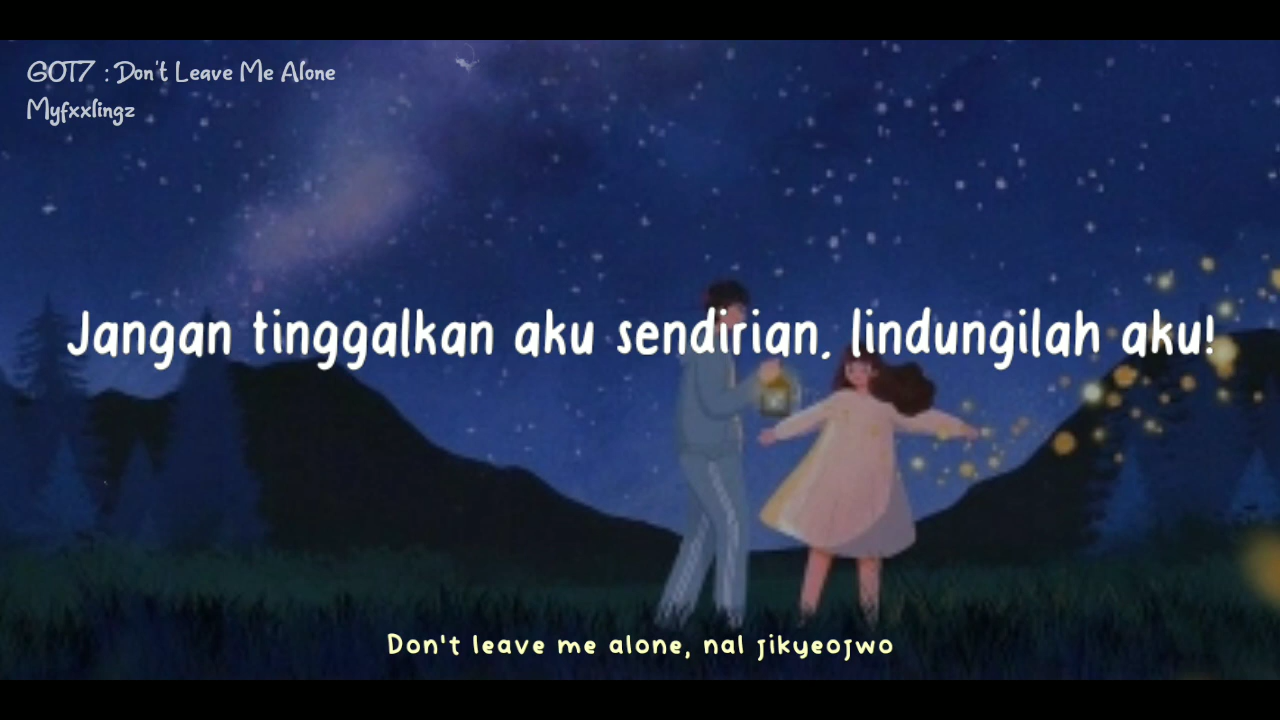 GOT7 : Don't Leave Me Alone
Myfxxlingz
Jangan tinggalkan aku sendirian, lindungilah aku!
Don't leave me alone, nal jikyeojwo